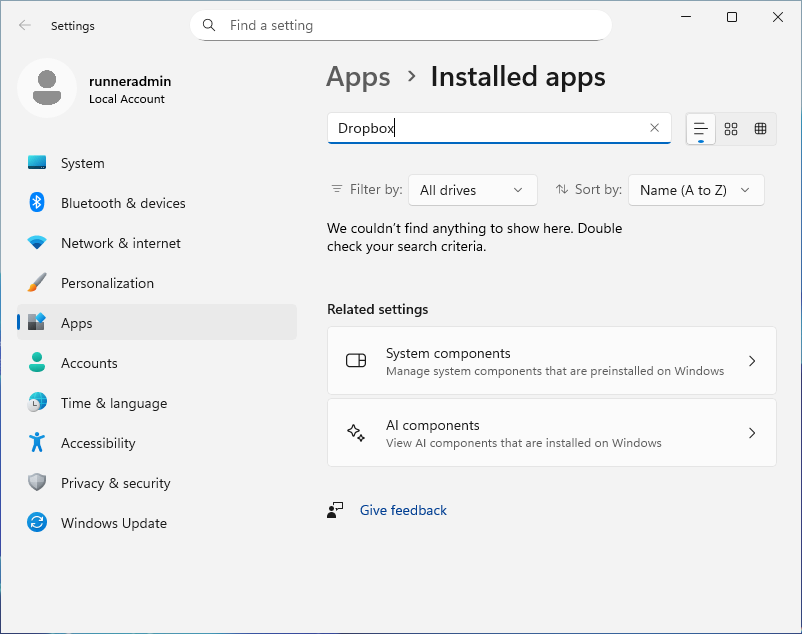 Settings
Find a setting
runneradmin
Local Account
System
Bluetooth & devices
Network & internet
Personalization
Apps
Accounts
Time & language
Accessibility
Privacy & security
Windows Update
Apps › Installed apps
Dropbox
Filter by: All drives Sort by: Name (A to Z)
We couldn't find anything to show here. Double
check your search criteria.
Related settings
System components
Manage system components that are preinstalled on Windows
AI components
View AI components that are installed on Windows
Give feedback